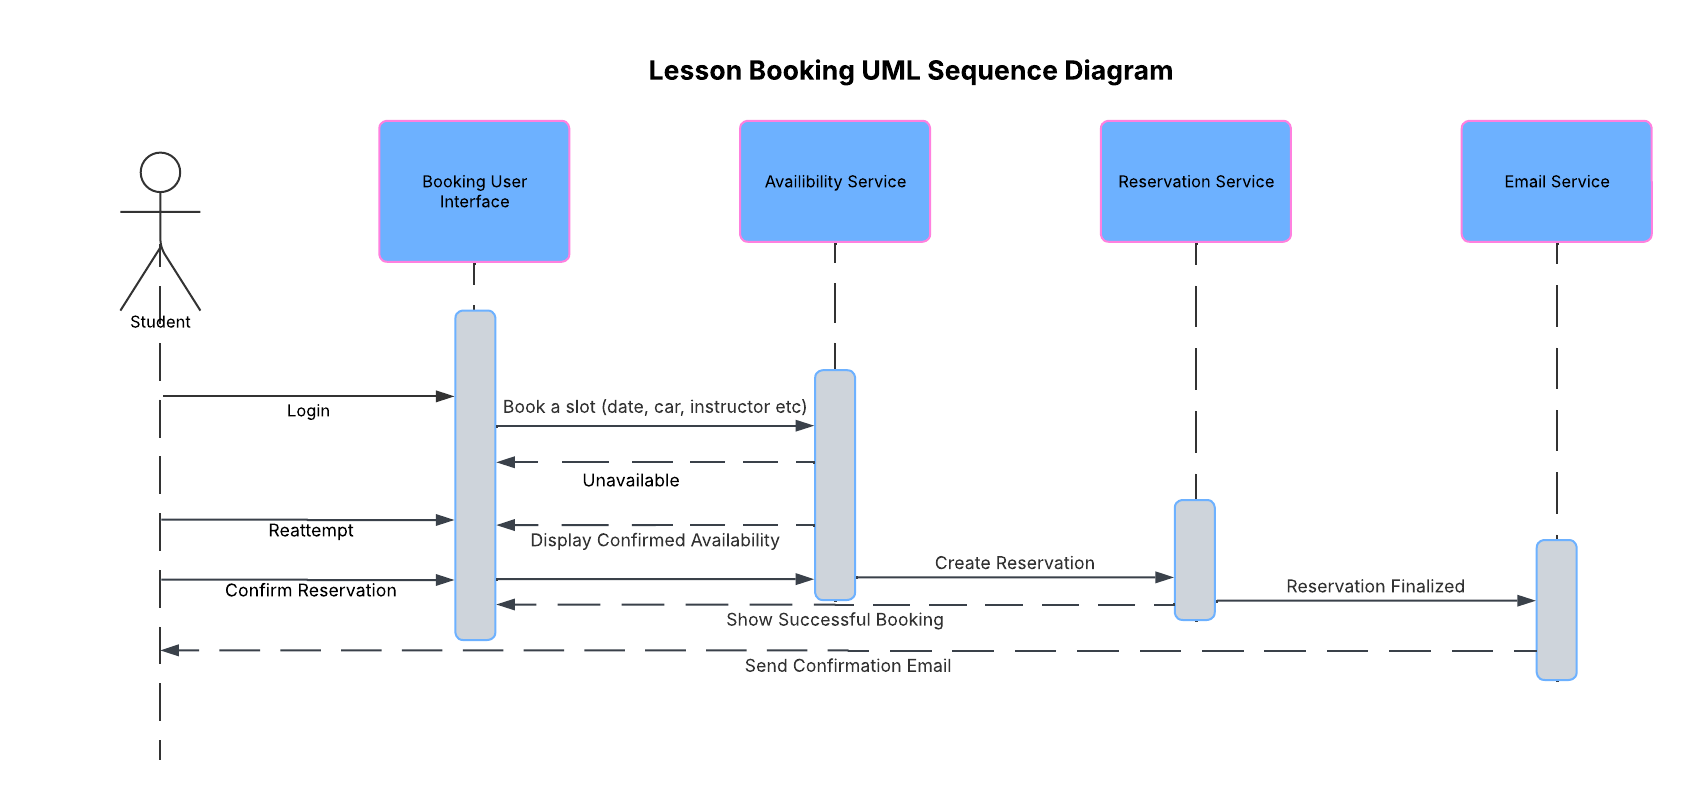 Lesson Booking UML Sequence Diagram
Booking User
Interface
Availibility Service
Reservation Service
Email Service
Student
Login
Book a slot (date, car, instructor etc)
Unavailable
Reattempt
Display Confirmed Availability
Create Reservation
Confirm Reservation
Reservation Finalized
Show Successful Booking
Send Confirmation Email